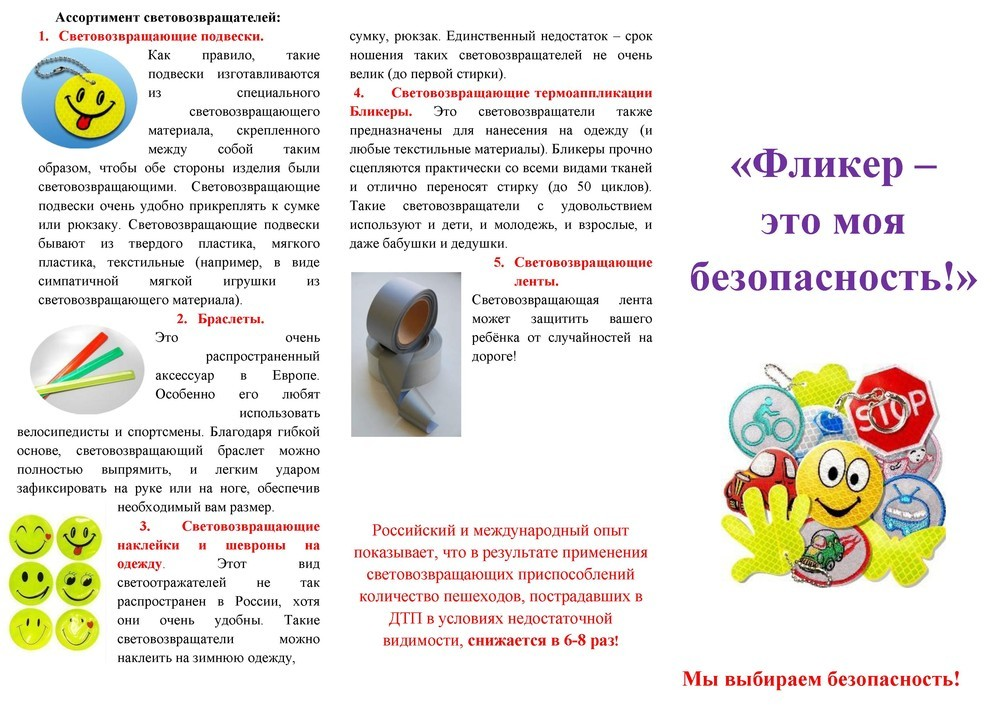 Ассортимент световозвращателей:
1. Световозвращающие подвески.
Как правило, такие
подвески изготавливаются
из специального
световозвращающего
материала, скрепленного
между собой таким
образом, чтобы обе стороны изделия были
световозвращающими. Световозвращающие
подвески очень удобно прикреплять к сумке
или рюкзаку. Световозвращающие подвески
бывают из твердого пластика, мягкого
пластика, текстильные (например, в виде
симпатичной мягкой игрушки из
световозвращающего материала).
2. Браслеты.
Это очень
распространенный
аксессуар в Европе.
Особенно его любят
использовать
велосипедисты и спортсмены. Благодаря гибкой
основе, световозвращающий браслет можно
полностью выпрямить, и легким ударом
зафиксировать на руке или на ноге, обеспечив
необходимый вам размер.
3. Световозвращающие
наклейки и шевроны на
одежду. Этот вид
светоотражателей не так
распространен в России, хотя
они очень удобны. Такие
световозвращатели можно
наклеить на зимнюю одежду,
сумку, рюкзак. Единственный недостаток – срок
ношения таких световозвращателей не очень
велик (до первой стирки).
4. Световозвращающие термоаппликации
Бликеры. Это световозвращатели также
предназначены для нанесения на одежду (и
любые текстильные материалы). Бликеры прочно
сцепляются практически со всеми видами тканей
и отлично переносят стирку (до 50 циклов).
Такие световозвращатели с удовольствием
используют и дети, и молодежь, и взрослые, и
даже бабушки и дедушки.
5. Световозвращающие
ленты.
Световозвращающая лента
может защитить вашего
ребёнка от случайностей на
дороге!
Российский и международный опыт
показывает, что в результате применения
световозвращающих приспособлений
количество пешеходов, пострадавших в
ДТП в условиях недостаточной
видимости, снижается в 6-8 раз!
«Фликер –
это моя
безопасность!»
STOP
Мы выбираем безопасность!